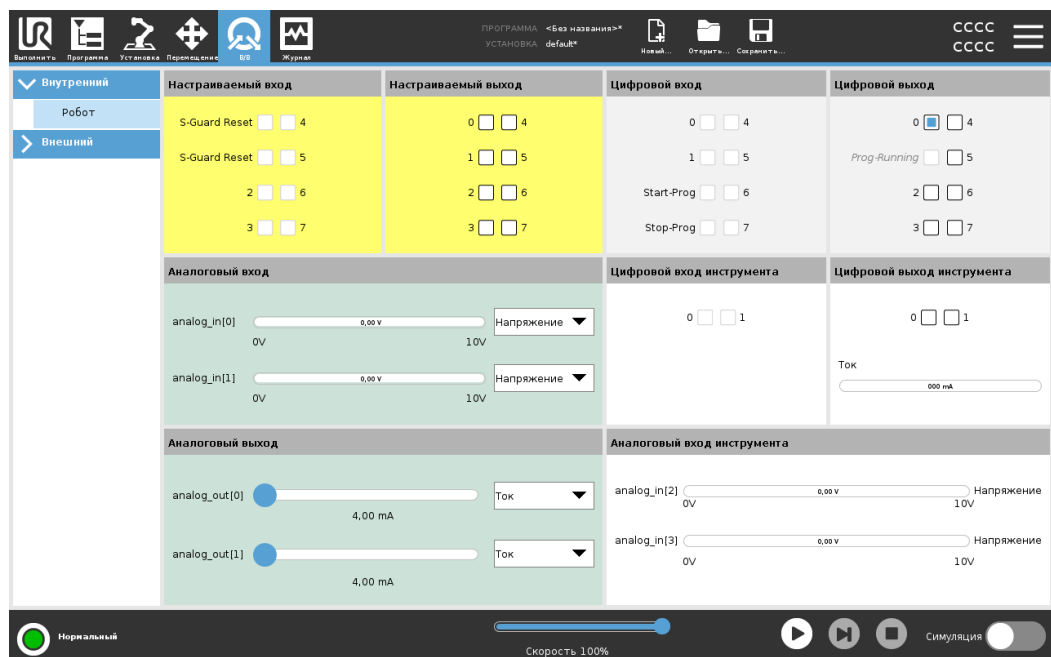 ПРОГРАММА <Без названия>*
УСТАНОВКА default*
CCCC
CCCC
Выполнить Программа Установка Перемещение В/В Журнал
Новый... Открыть... Сохранить...
Внутренний
Робот
Внешний
Настраиваемый вход
S-Guard Reset 4
S-Guard Reset 5
2 6
3 7
Настраиваемый выход
0 4
1 5
2 6
3 7
Цифровой вход
0 4
1 5
Start-Prog 6
Stop-Prog 7
Цифровой выход
0 4
Prog-Running 5
2 6
3 7
Аналоговый вход
analog_in[0] 0,00 V Напряжение
0V 10V
analog_in[1] 0,00 V Напряжение
0V 10V
Цифровой вход инструмента
0 1
Цифровой выход инструмента
0 1
Ток
000 mA
Аналоговый выход
analog_out[0] Ток
4,00 mA
analog_out[1] Ток
4,00 mA
Аналоговый вход инструмента
analog_in[2] 0,00 V Напряжение
0V 10V
analog_in[3] 0,00 V Напряжение
0V 10V
Нормальный
Скорость 100%
Симуляция